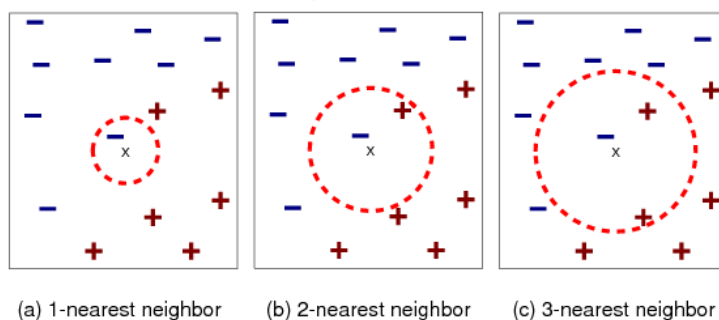 x
x
x
(a) 1-nearest neighbor
(b) 2-nearest neighbor
(c) 3-nearest neighbor